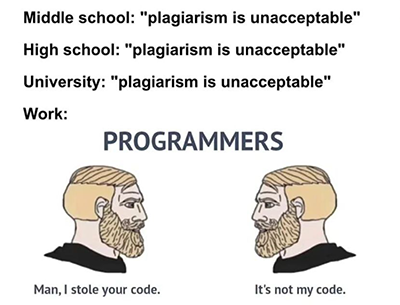 Middle school: "plagiarism is unacceptable"
High school: "plagiarism is unacceptable"
University: "plagiarism is unacceptable"
Work:
PROGRAMMERS
Man, I stole your code.
It's not my code.